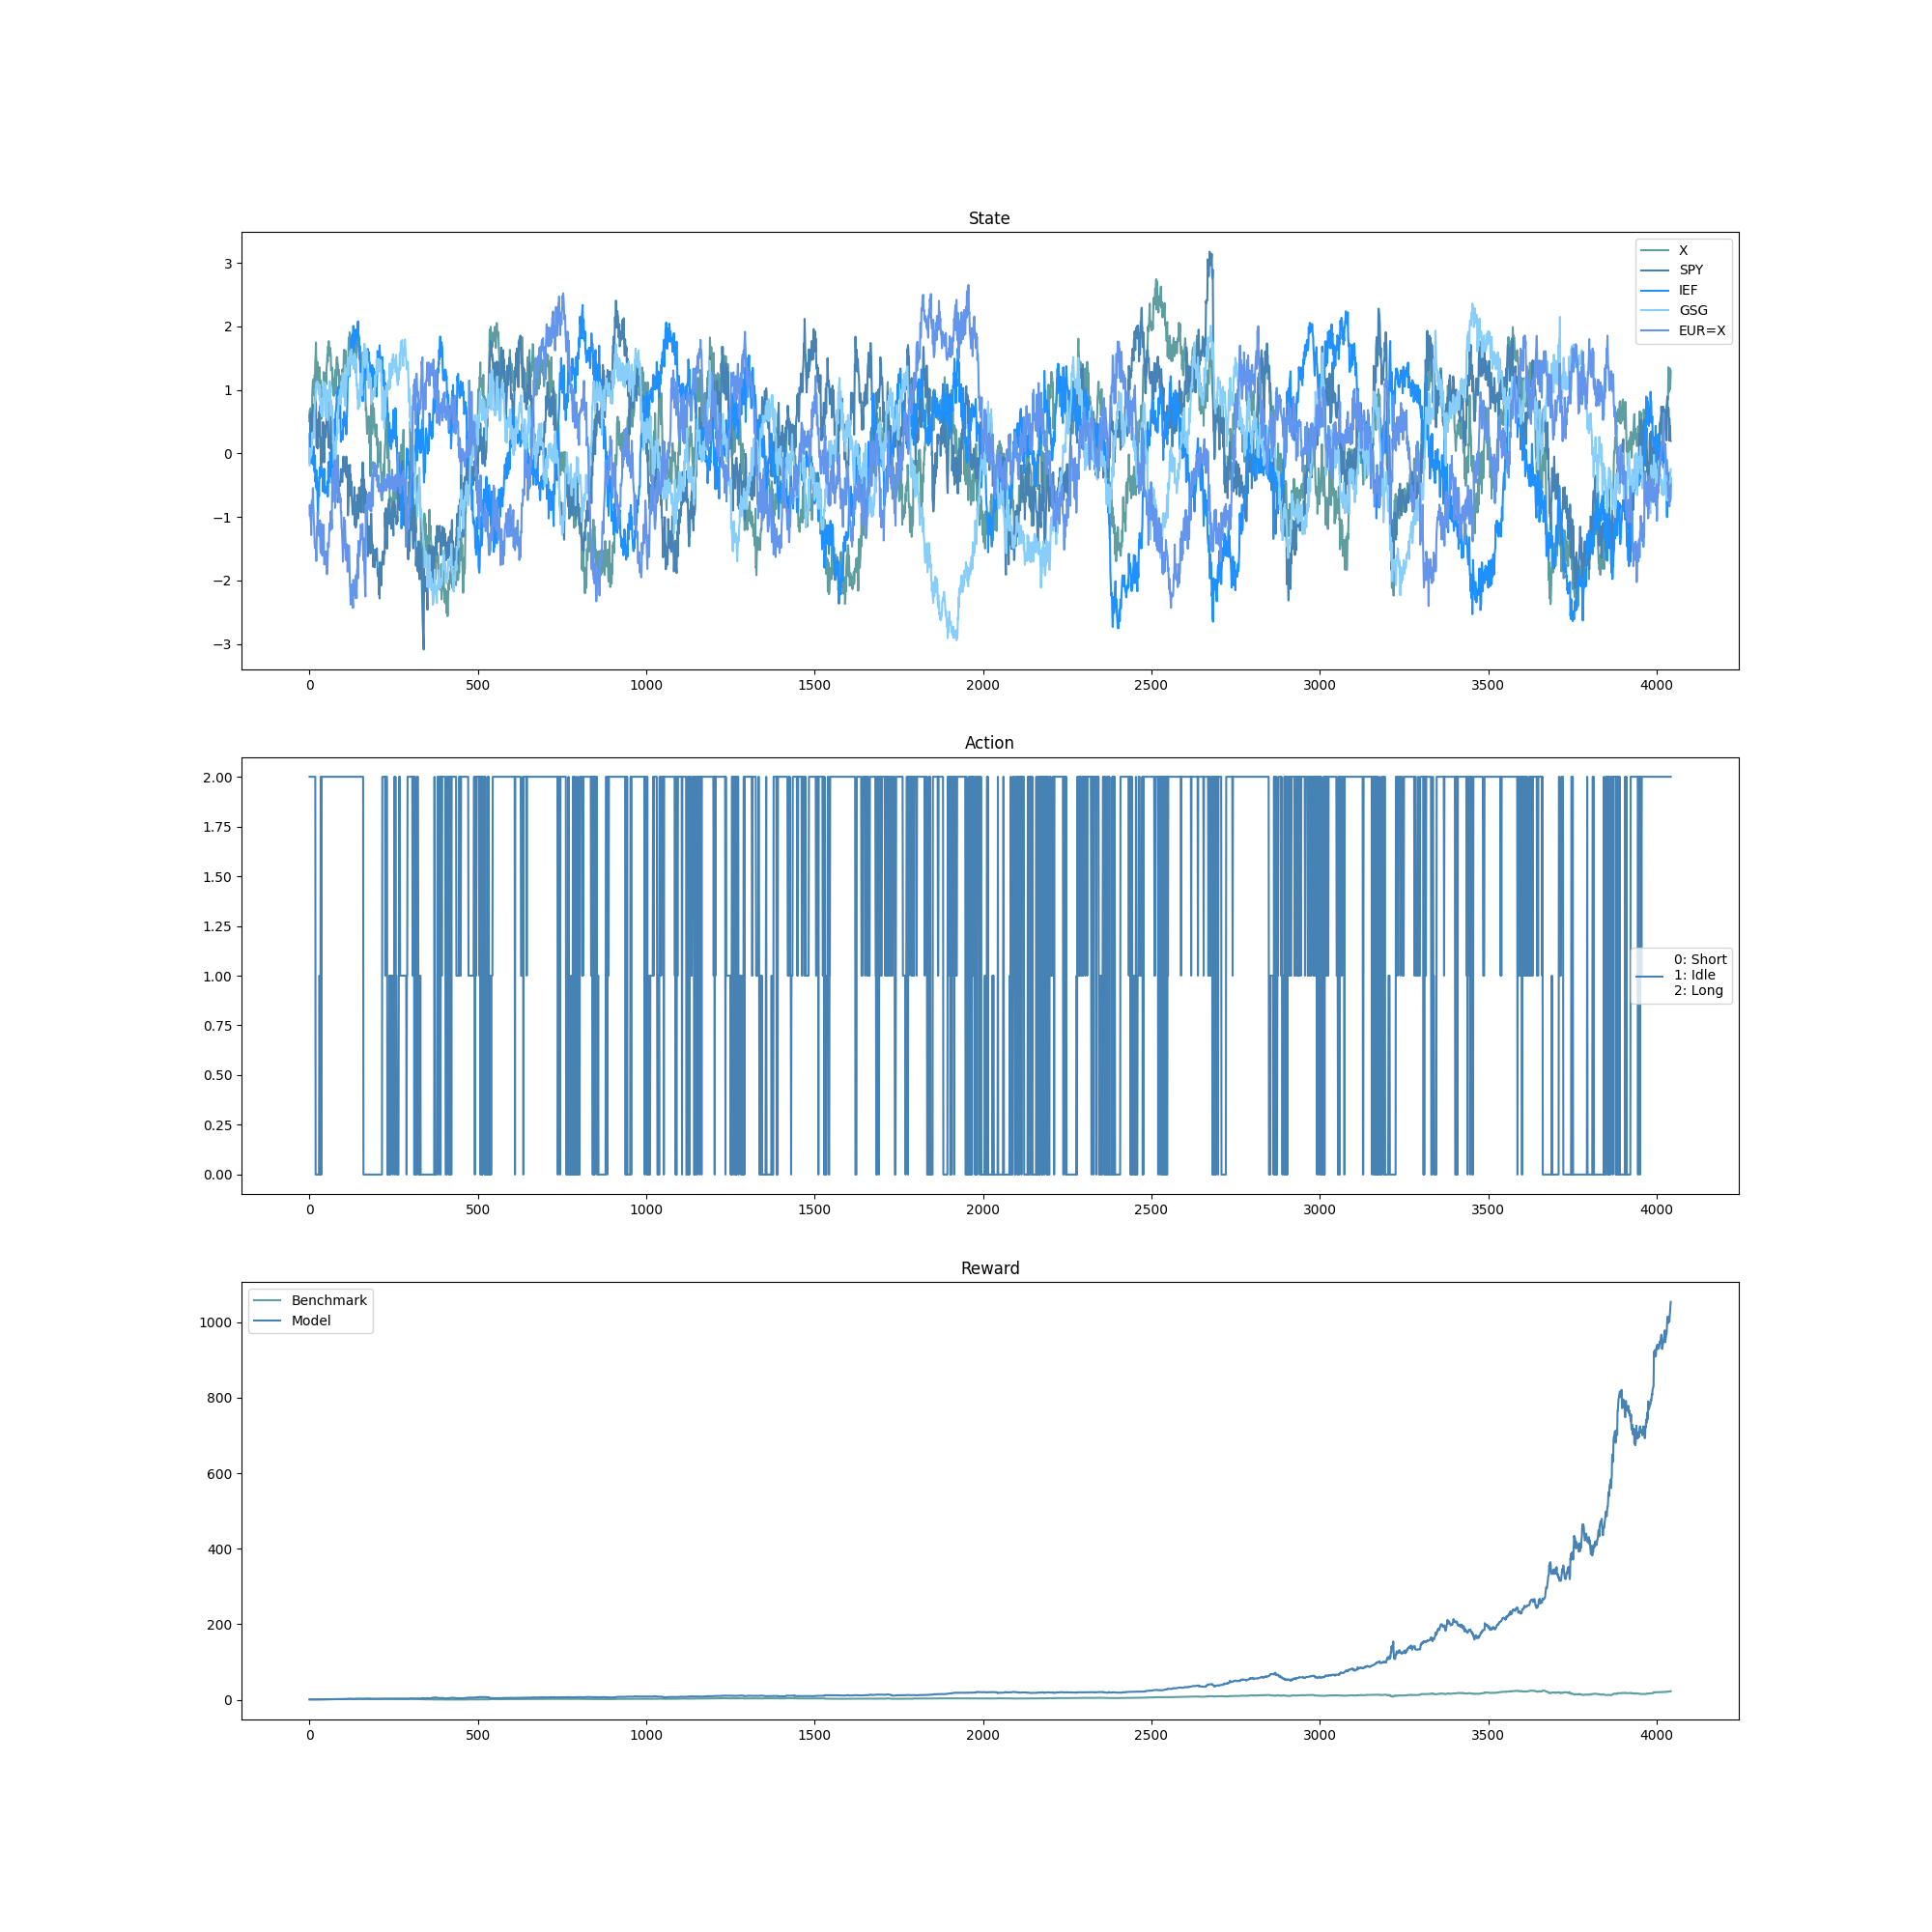 State
3
2
1
0
−1
−2
−3
X
SPY
IEF
GSG
EUR=X
0 500 1000 1500 2000 2500 3000 3500 4000
Action
2.00
1.75
1.50
1.25
1.00
0.75
0.50
0.25
0.00
0: Short
1: Idle
2: Long
0 500 1000 1500 2000 2500 3000 3500 4000
Reward
Benchmark
Model
1000
800
600
400
200
0
0 500 1000 1500 2000 2500 3000 3500 4000